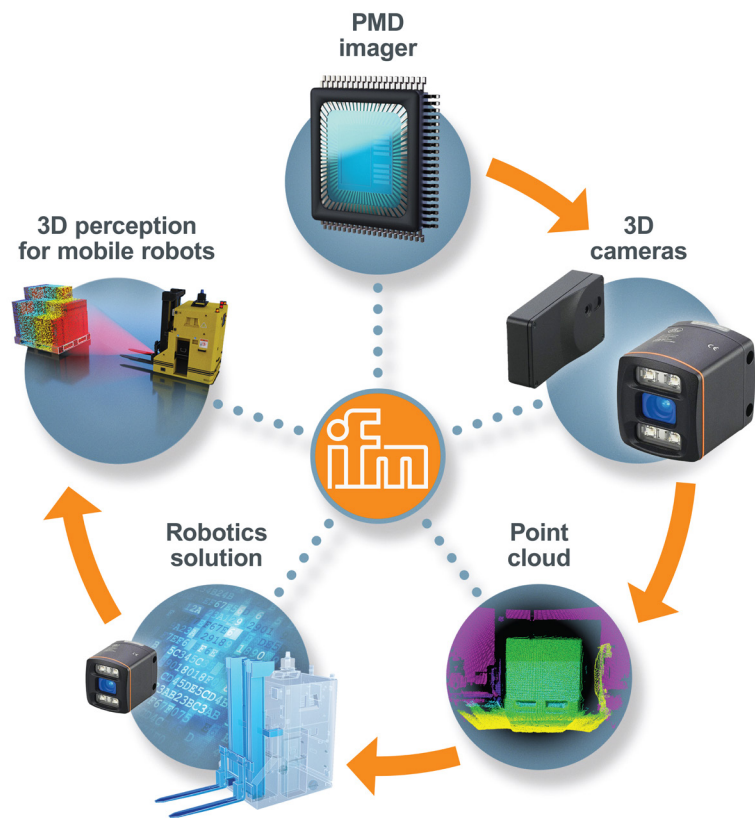 PMD
imager
3D perception
for mobile robots
3D
cameras
ifm
Robotics
solution
Point
cloud